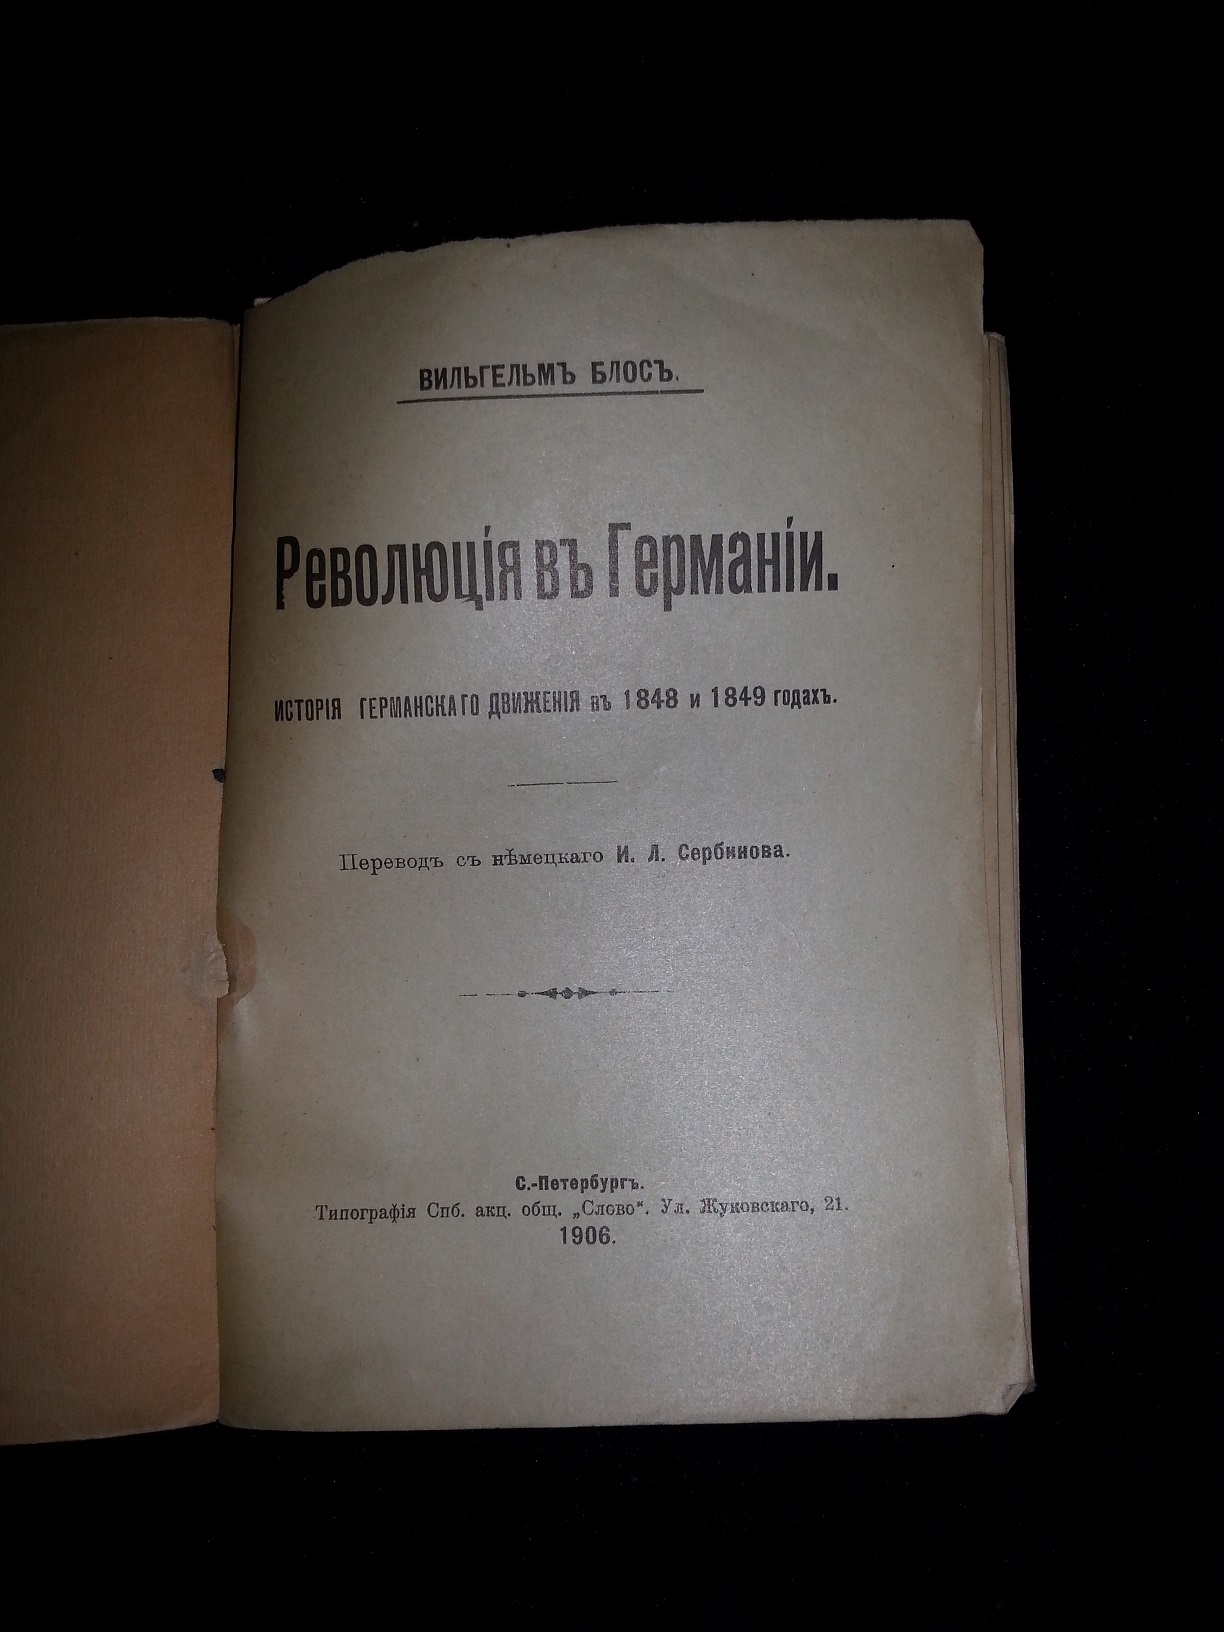 ВИЛЬГЕЛЬМЪ БЛОСЪ.
Революція въ Германіи.
ИСТОРІЯ ГЕРМАНСКАГО ДВИЖЕНІЯ въ 1848 и 1849 годахъ.
Переводъ съ нѣмецкаго И. Л. Сербинова.
С.-Петербургъ.
Типографія Спб. акц. общ. „Слово“. Ул. Жуковскаго, 21.
1906.